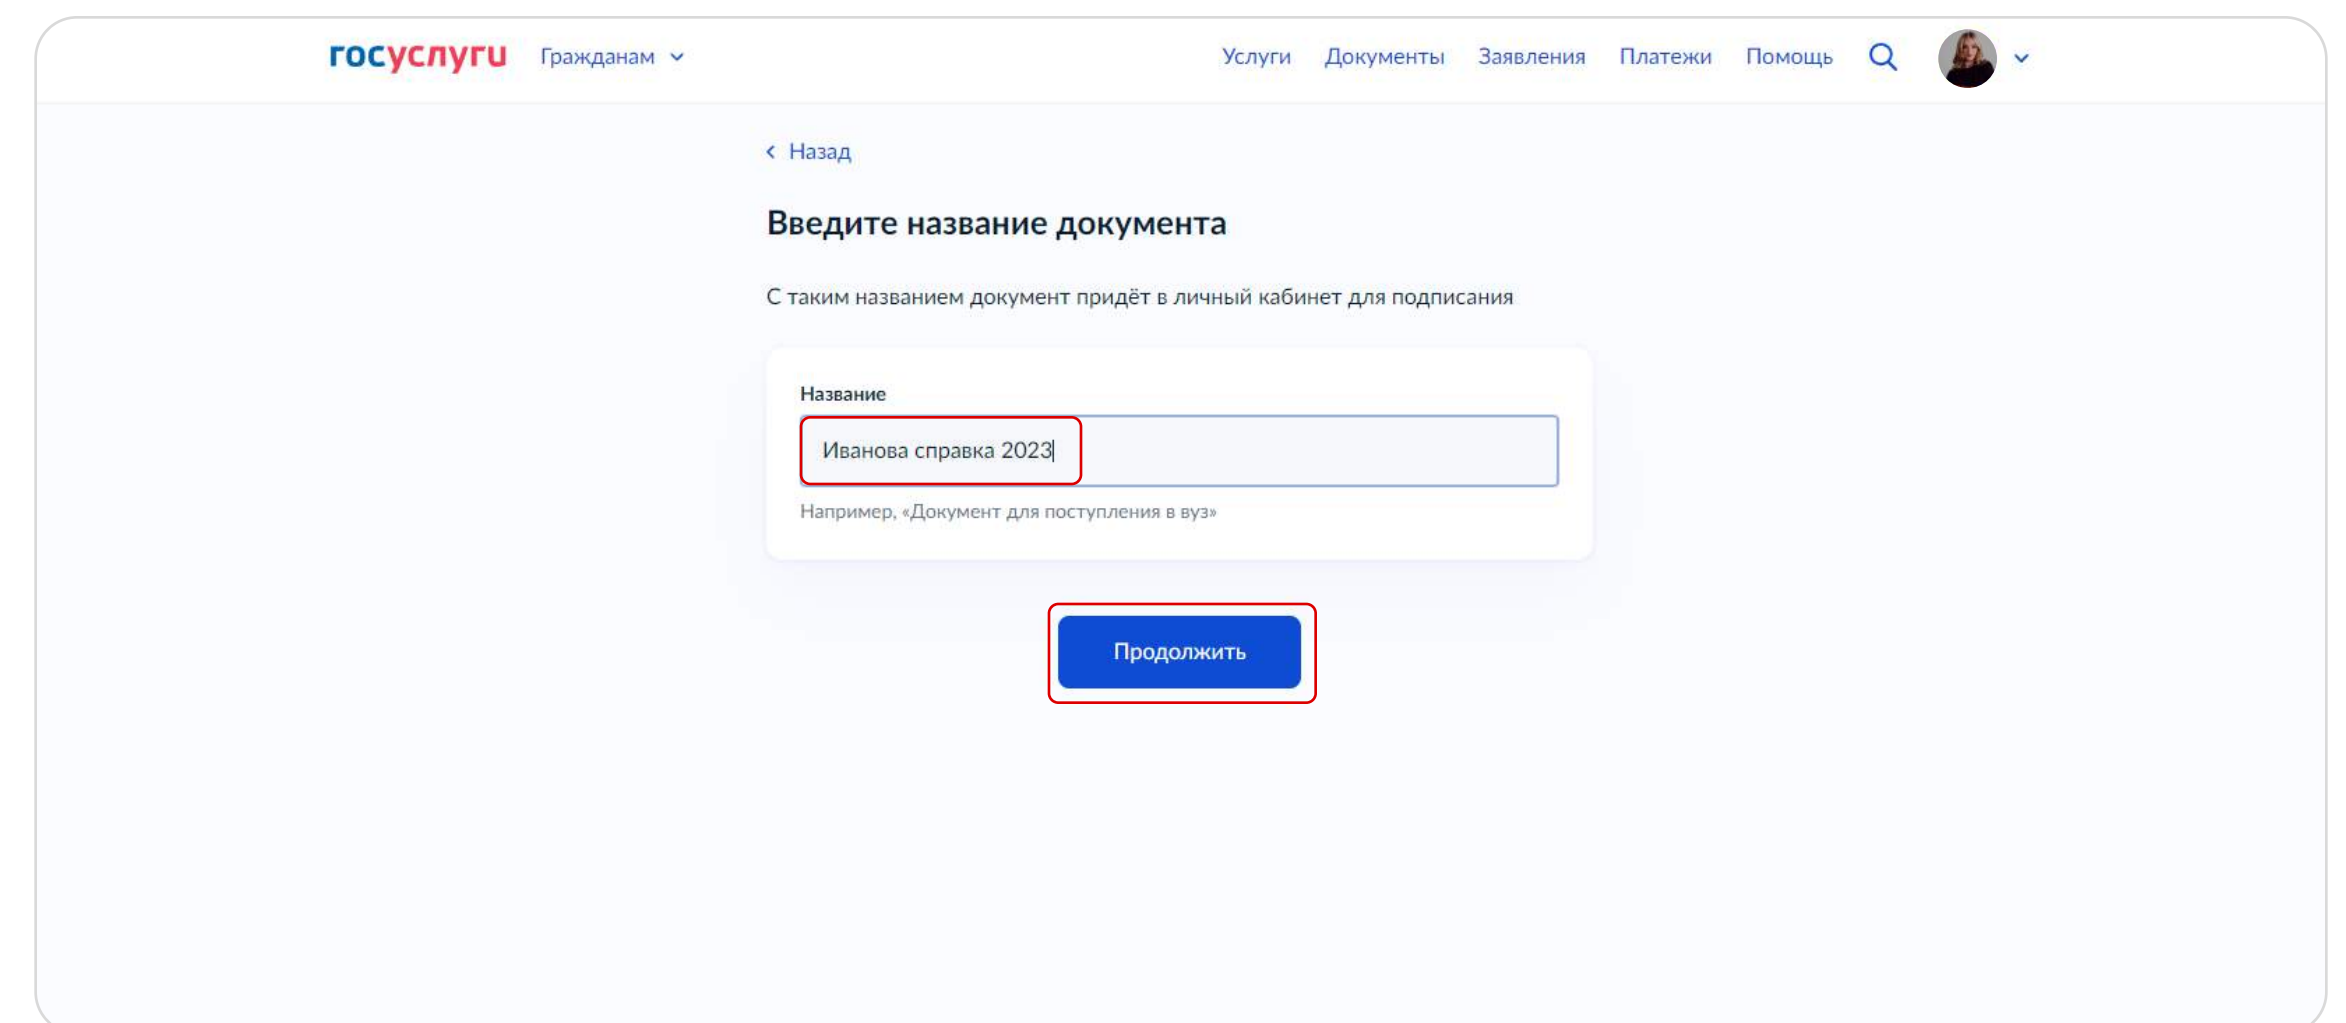 госуслуги Гражданам Услуги Документы Заявления Платежи Помощь
Назад
Введите название документа
С таким названием документ придёт в личный кабинет для подписания
Название
Иванова справка 2023
Например, «Документ для поступления в вуз»
Продолжить